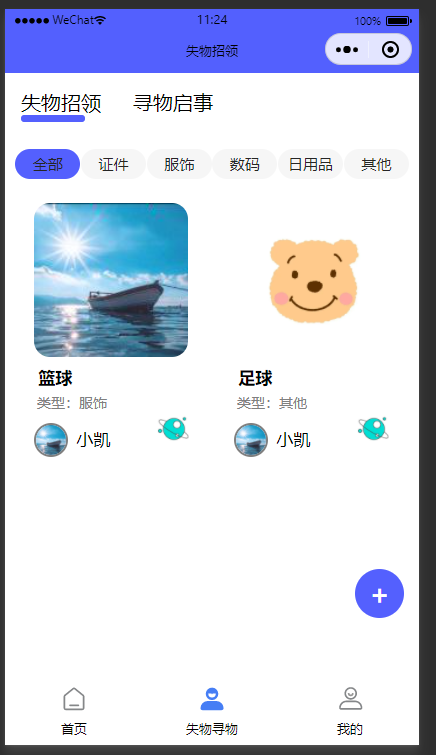 ●●●●● WeChat 11:24 100%
失物招领
失物招领 寻物启事
全部 证件 服饰 数码 日用品 其他
篮球 足球
类型：服饰 类型：其他
小凯 小凯
+
首页 失物寻物 我的